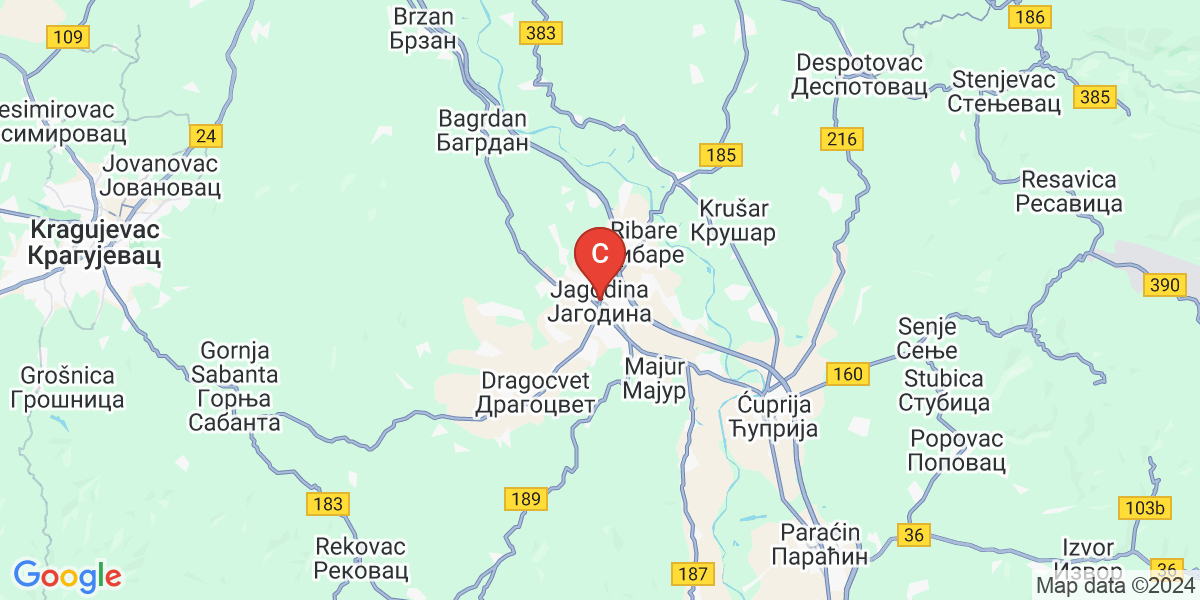 Brzan
Брзан
109
383
186
Despotovac
Деспотовац
Stenjevac
Стењевац
385
esimirovac
симировац
24
Bagrdan
Багрдан
216
185
Jovanovac
Јовановац
Resavica
Ресавица
Krušar
Крушар
Kragujevac
Крагујевац
Ribare
ибаре
C
Jagodina
Јагодина
390
Senje
Сење
Gornja
Sabanta
Горња
Сабанта
Grošnica
Грошница
Majur
Мајур
160
Stubica
Стубица
Dragocvet
Драгоцвет
Ćuprija
Ћуприја
Popovac
Поповац
183
189
103b
Paraćin
Параћин
36
Rekovac
Рековац
Izvor
Извор
36
187
Google
Map data ©2024